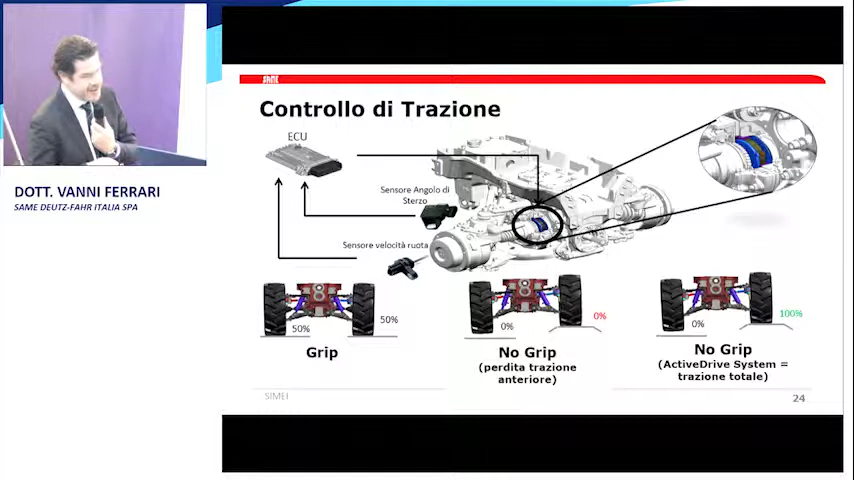 SAME
Controllo di Trazione
ECU
Sensore Angolo di
Sterzo
Sensore velocità ruota
50%
50%
0%
0%
0%
100%
Grip
No Grip
(perdita trazione
anteriore)
No Grip
(ActiveDrive System =
trazione totale)
SIMEI
24
DOTT. VANNI FERRARI
SAME DEUTZ-FAHR ITALIA SPA